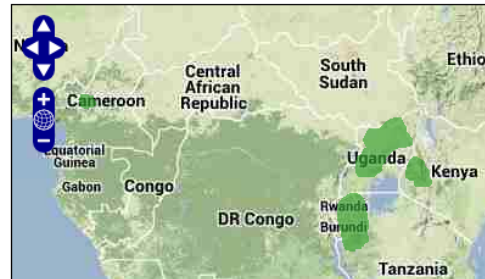 South
Sudan
Ethio
Central
African
Republic
Cameroon
Equatorial
Guinea
Gabon
Congo
Uganda
Kenya
DR Congo
Rwanda
Burundi
Tanzania